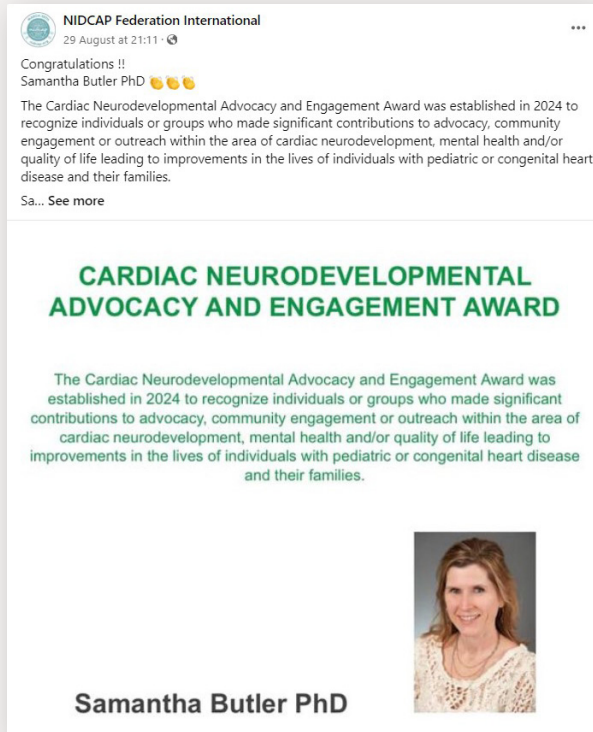 NIDCAP Federation International
29 August at 21:11 ·
Congratulations !!
Samantha Butler PhD 👏👏👏
The Cardiac Neurodevelopmental Advocacy and Engagement Award was established in 2024 to
recognize individuals or groups who made significant contributions to advocacy, community
engagement or outreach within the area of cardiac neurodevelopment, mental health and/or
quality of life leading to improvements in the lives of individuals with pediatric or congenital heart
disease and their families.
Sa... See more
CARDIAC NEURODEVELOPMENTAL
ADVOCACY AND ENGAGEMENT AWARD
The Cardiac Neurodevelopmental Advocacy and Engagement Award was
established in 2024 to recognize individuals or groups who made significant
contributions to advocacy, community engagement or outreach within the area of
cardiac neurodevelopment, mental health and/or quality of life leading to
improvements in the lives of individuals with pediatric or congenital heart disease
and their families.
Samantha Butler PhD